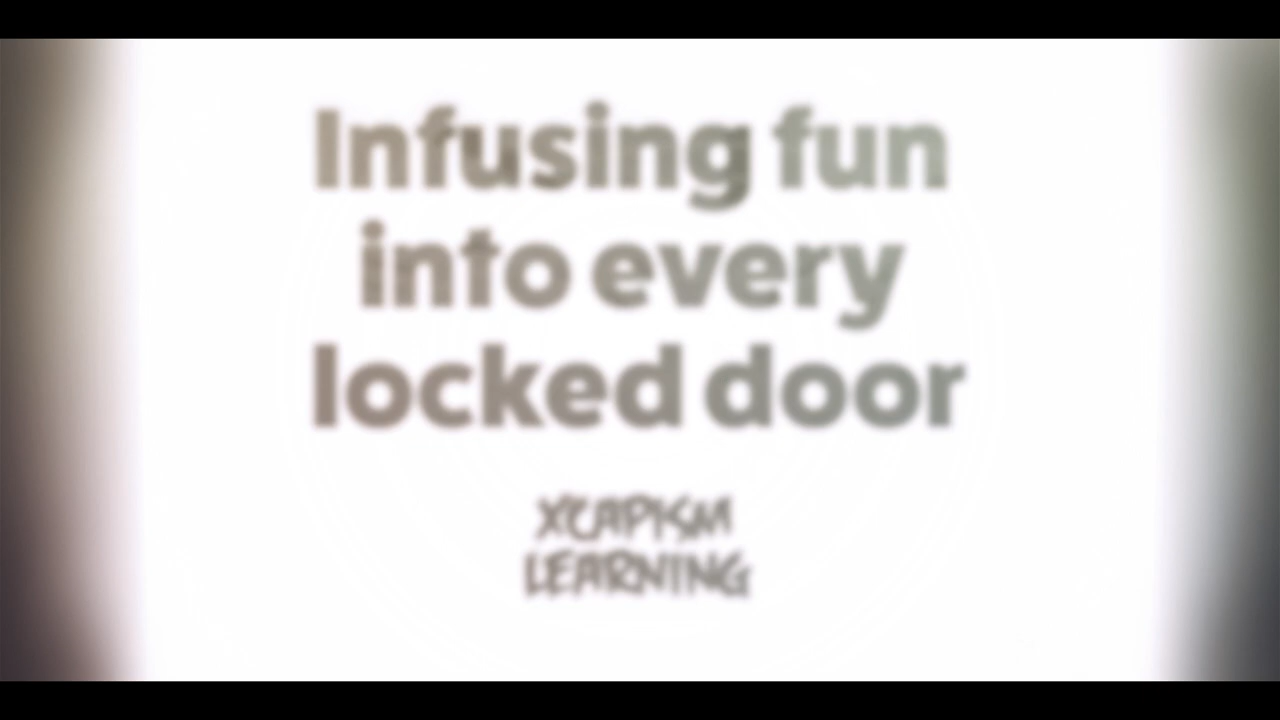 Infusing fun
into every
locked door
XCAPISM
LEARNING